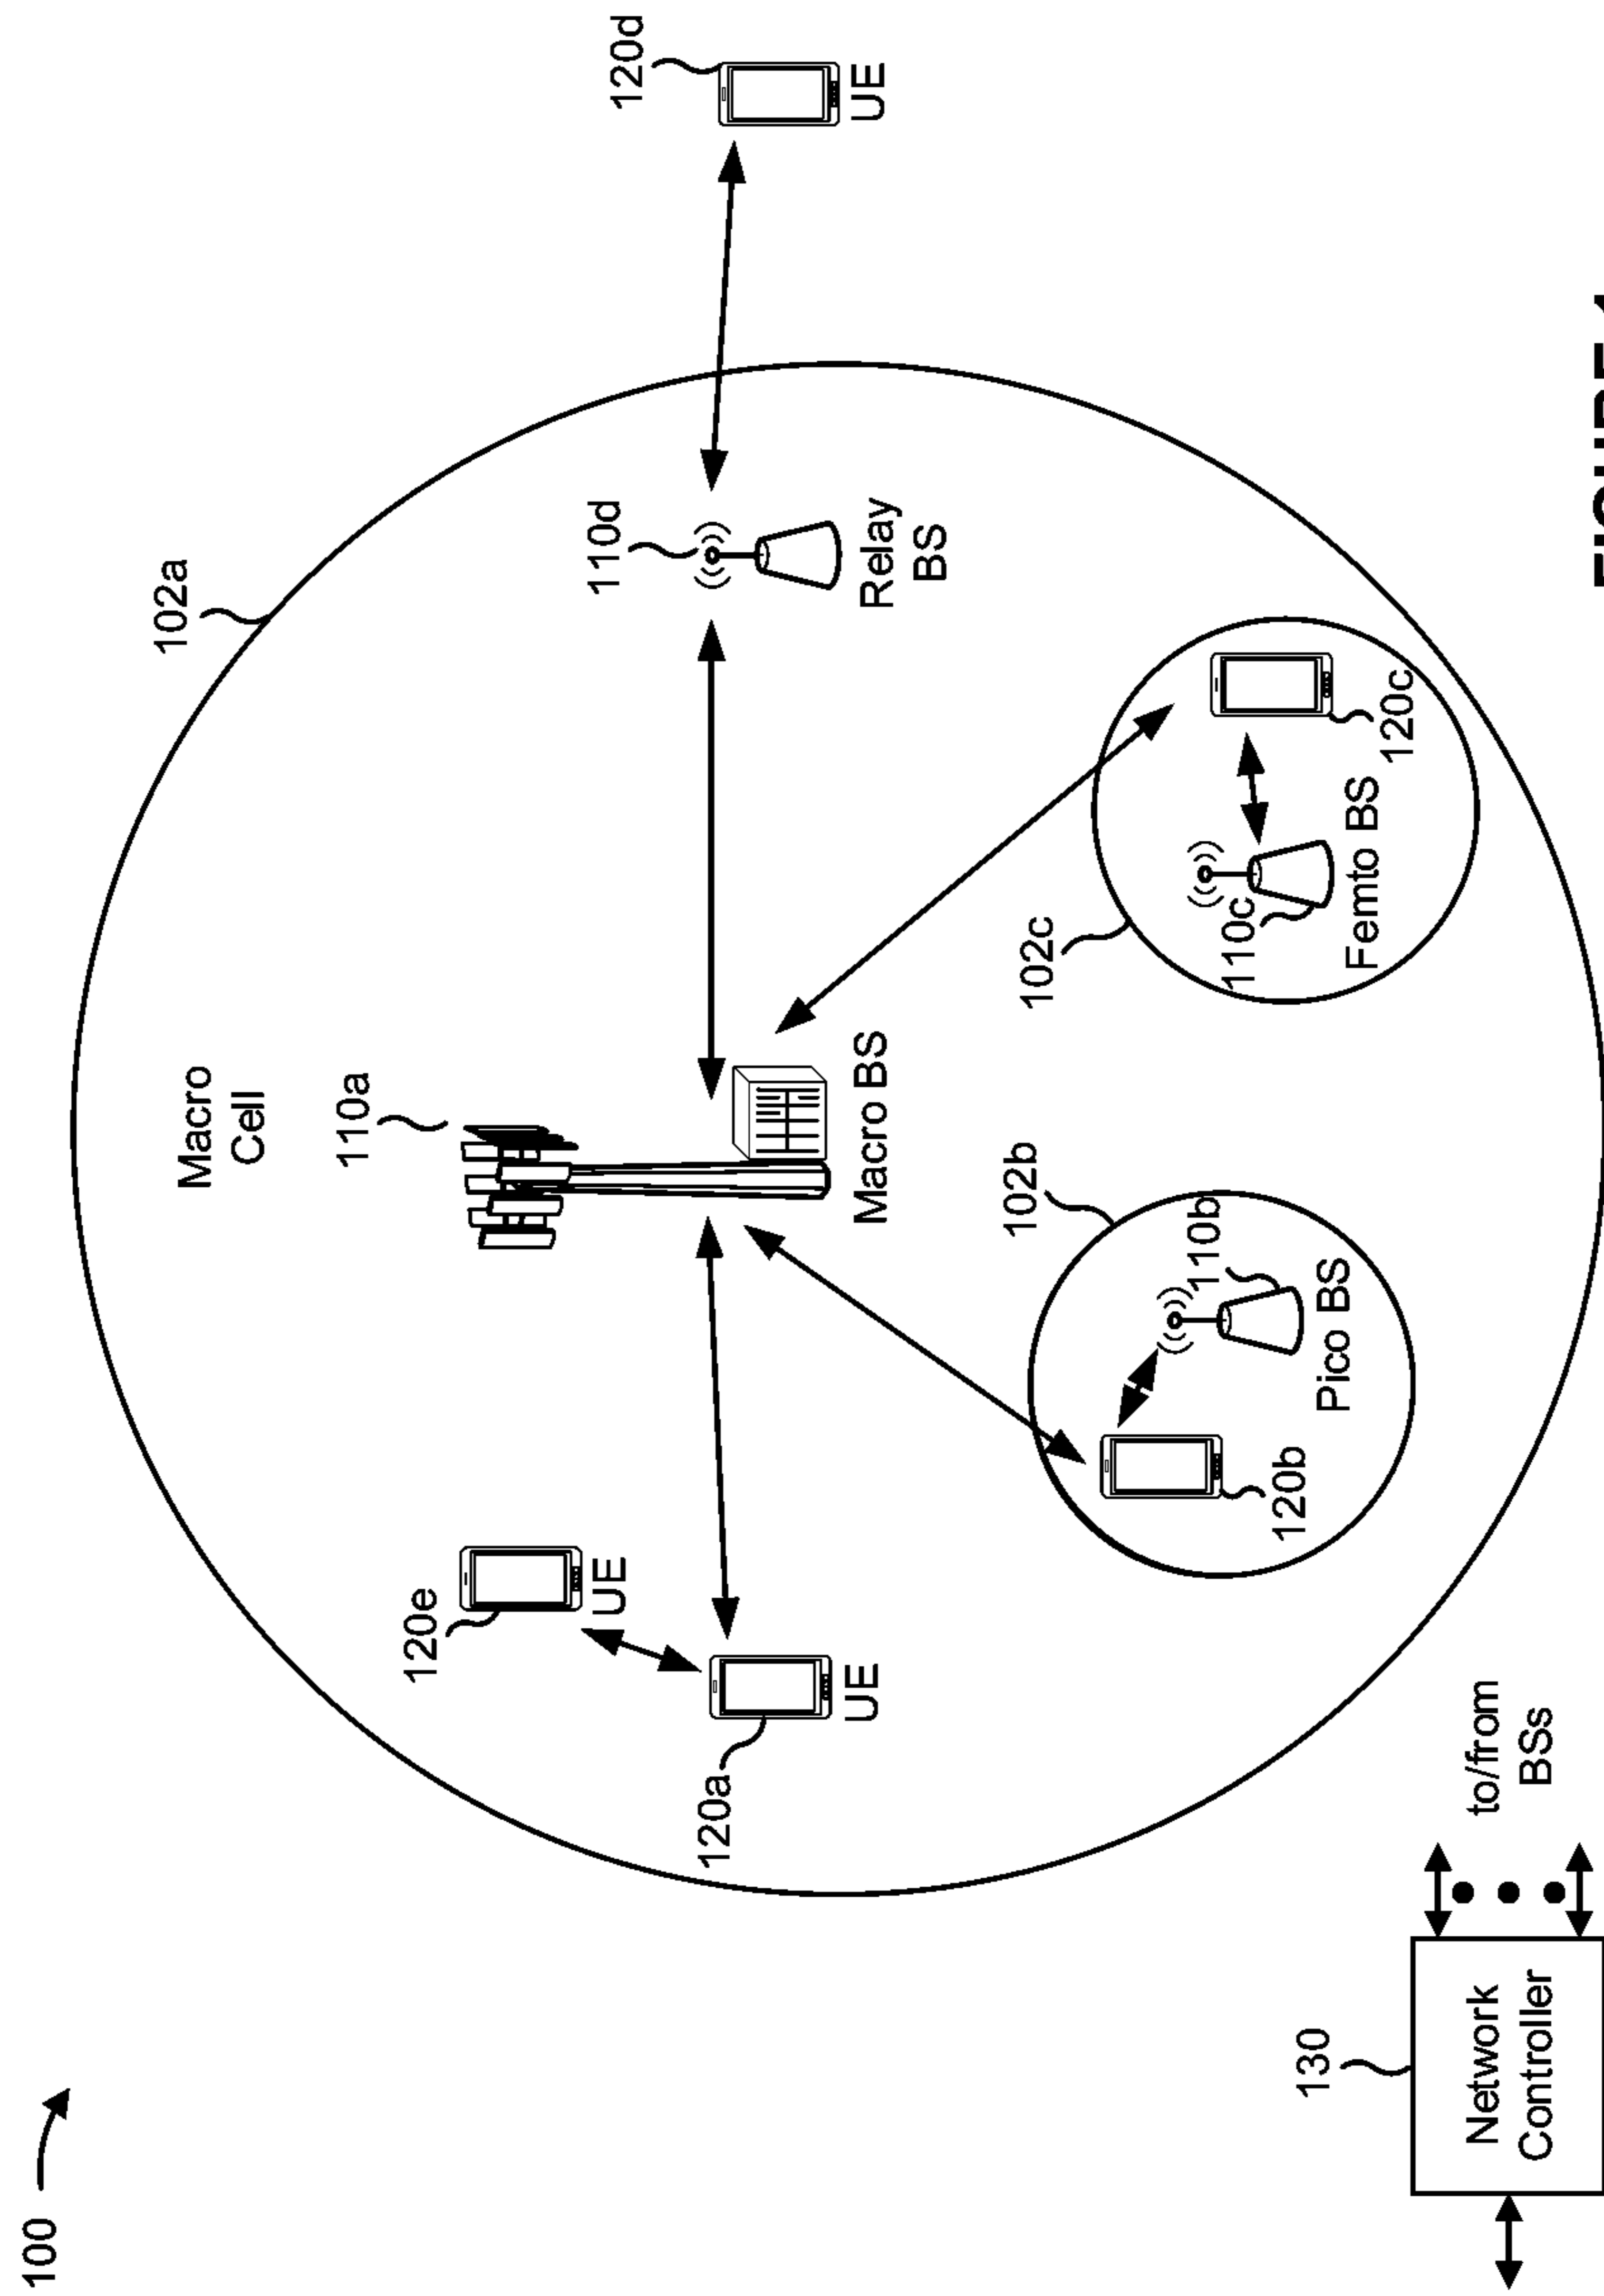 100
102a
Macro
Cell
110a
120d
UE
110d
Relay
BS
120e
UE
Macro BS
120a
UE
102b
102c
110b
110c
120c
120b
Pico BS
Femto BS
130
Network
Controller
to/from
BSs